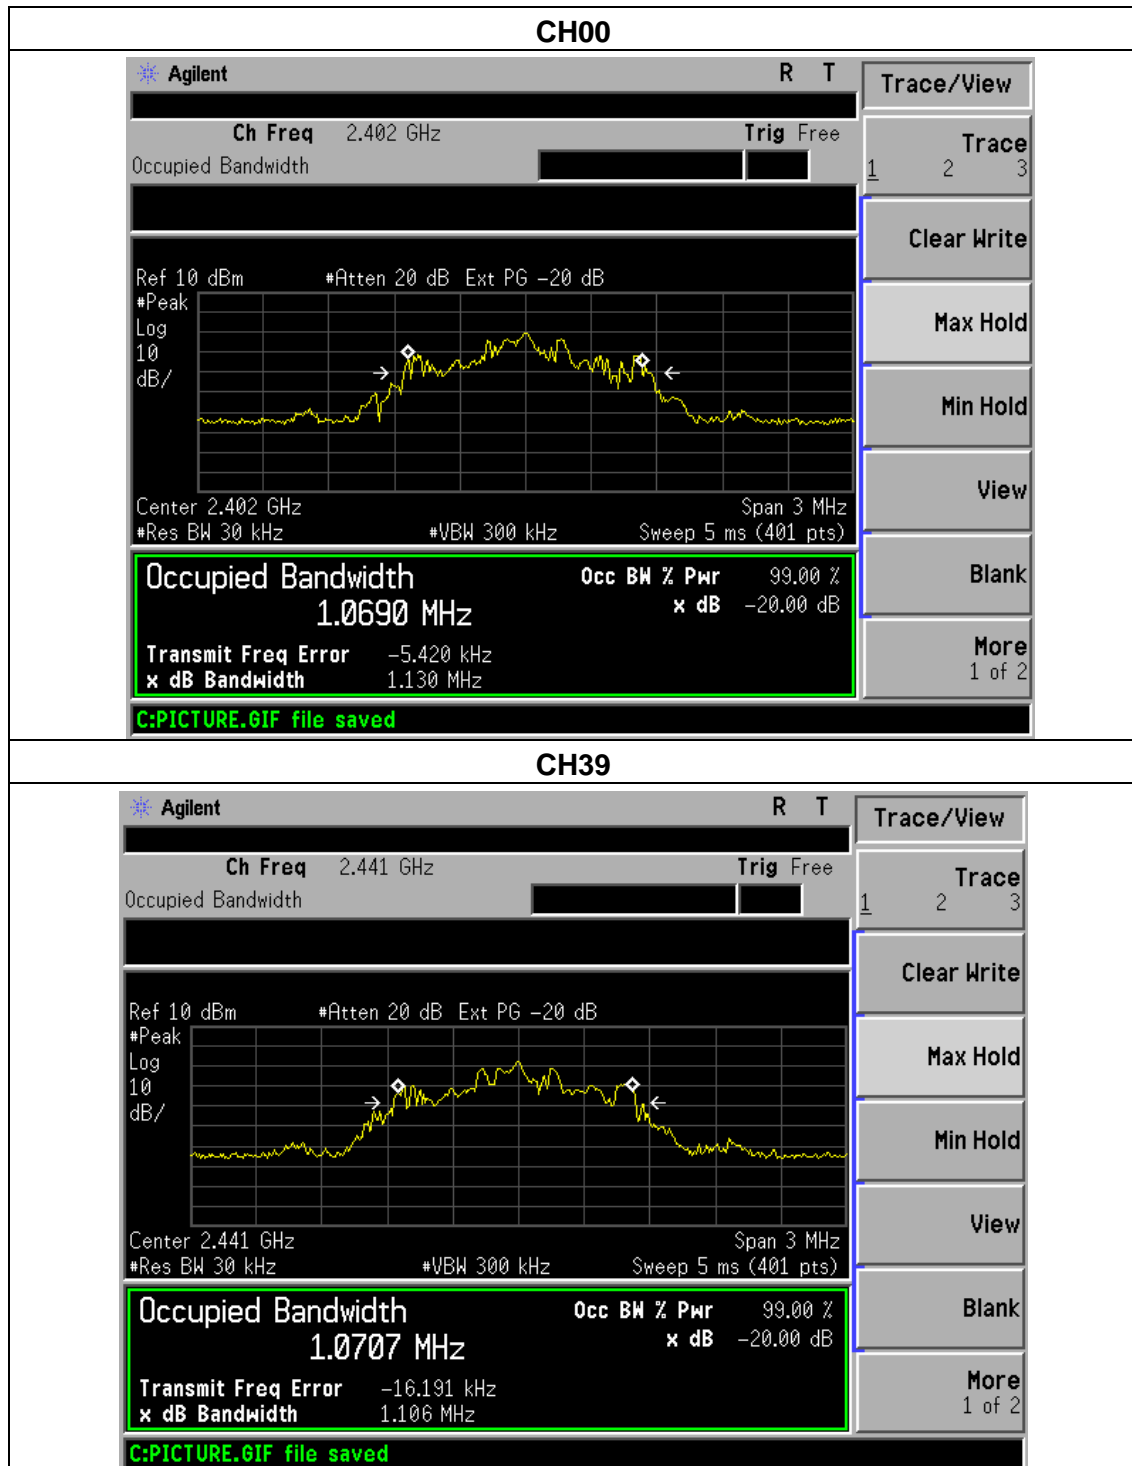 CH00
Agilent R T Trace/View
Ch Freq 2.402 GHz Trig Free
Occupied Bandwidth
Trace
1 2 3
Clear Write
Max Hold
Min Hold
View
Blank
More
1 of 2
Ref 10 dBm #Atten 20 dB Ext PG -20 dB
#Peak
Log
10
dB/
Center 2.402 GHz Span 3 MHz
#Res BW 30 kHz #VBW 300 kHz Sweep 5 ms (401 pts)
Occupied Bandwidth Occ BW % Pwr 99.00 %
1.0690 MHz x dB -20.00 dB
Transmit Freq Error -5.420 kHz
x dB Bandwidth 1.130 MHz
C:PICTURE.GIF file saved
CH39
Agilent R T Trace/View
Ch Freq 2.441 GHz Trig Free
Occupied Bandwidth
Trace
1 2 3
Clear Write
Max Hold
Min Hold
View
Blank
More
1 of 2
Ref 10 dBm #Atten 20 dB Ext PG -20 dB
#Peak
Log
10
dB/
Center 2.441 GHz Span 3 MHz
#Res BW 30 kHz #VBW 300 kHz Sweep 5 ms (401 pts)
Occupied Bandwidth Occ BW % Pwr 99.00 %
1.0707 MHz x dB -20.00 dB
Transmit Freq Error -16.191 kHz
x dB Bandwidth 1.106 MHz
C:PICTURE.GIF file saved